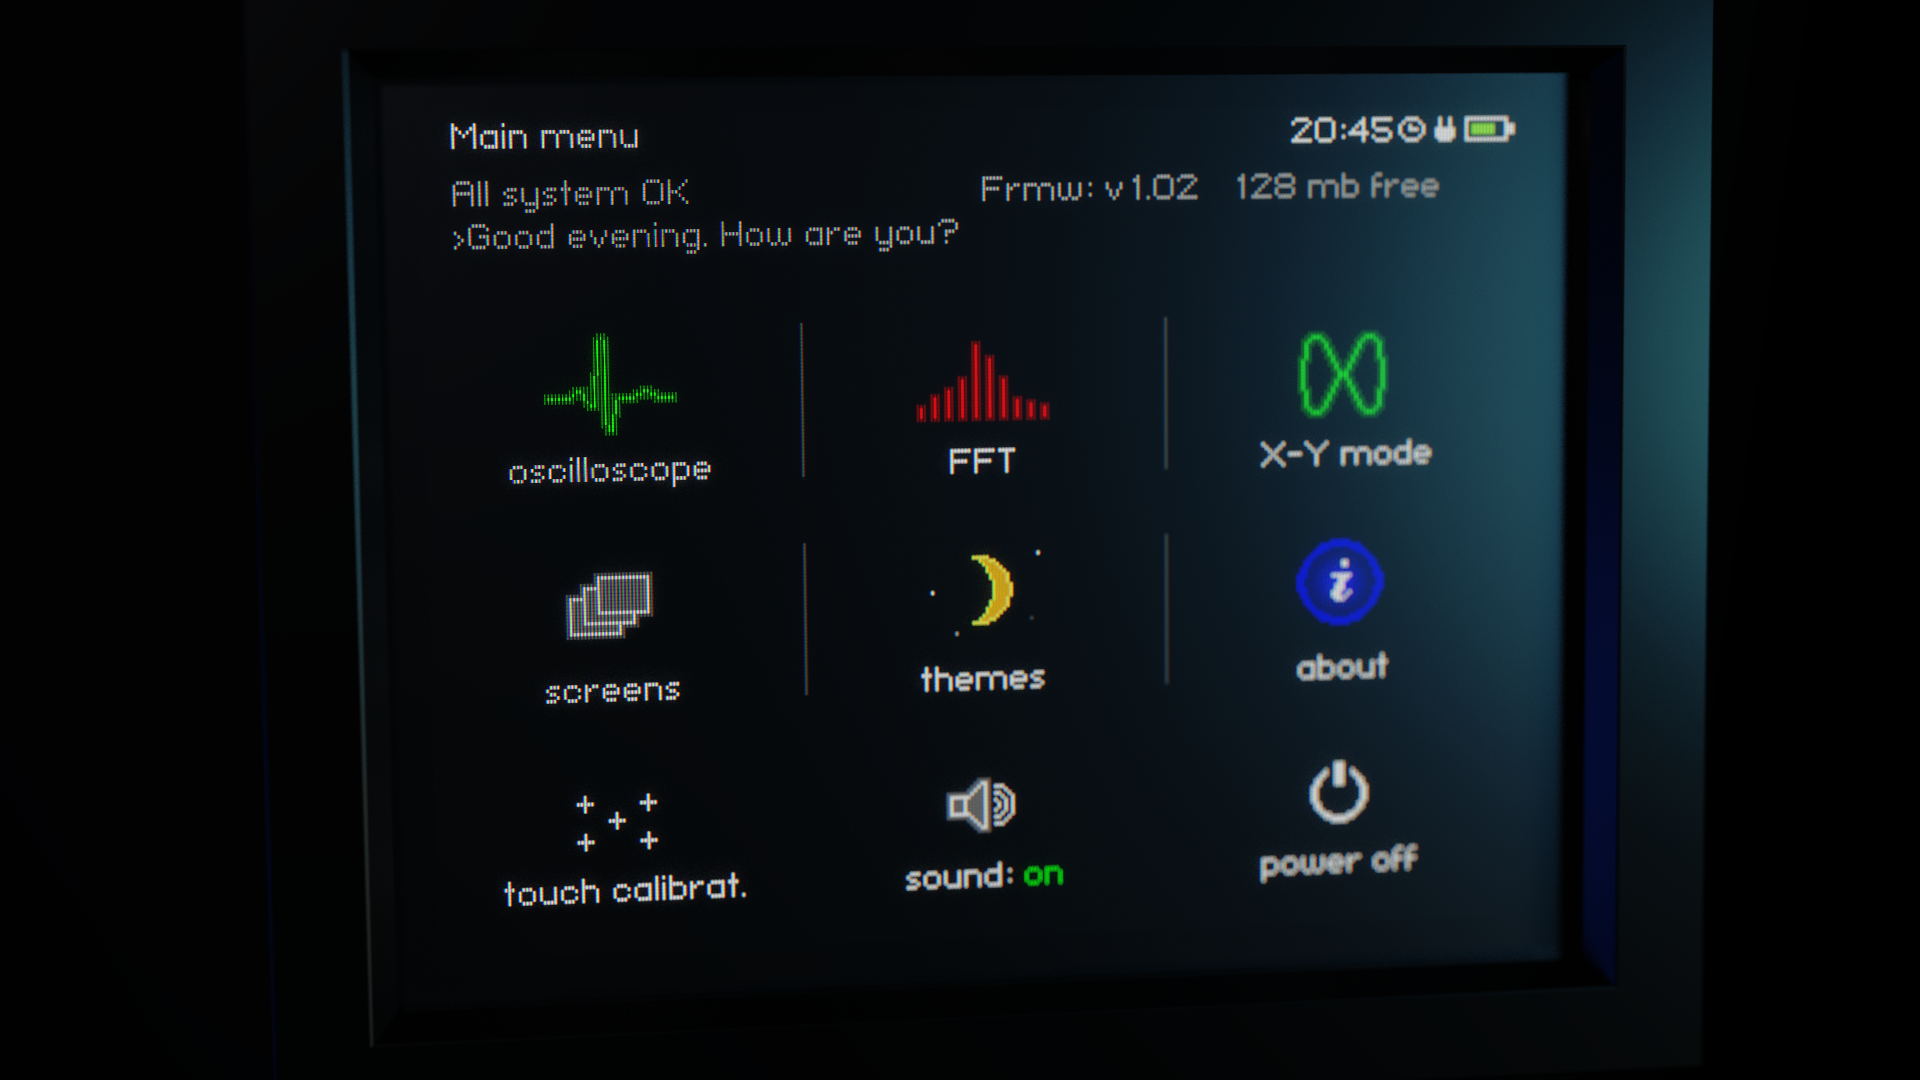 Main menu
20:45
All system OK
Frmw: v1.02 128 mb free
>Good evening. How are you?
oscilloscope
FFT
X-Y mode
screens
themes
i
about
touch calibrat.
sound: on
power off